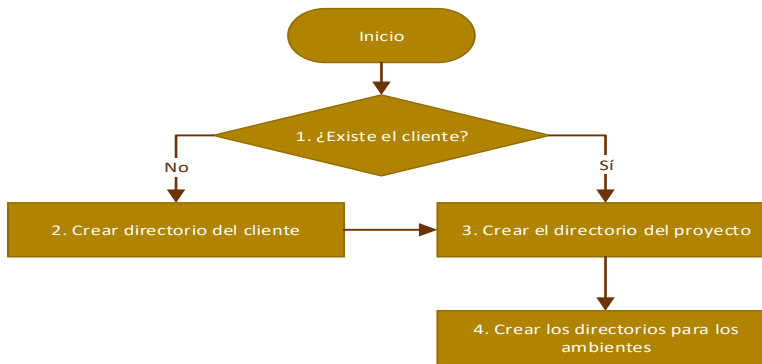 Inicio
1. ¿Existe el cliente?
No
Sí
2. Crear directorio del cliente
3. Crear el directorio del proyecto
4. Crear los directorios para los
ambientes